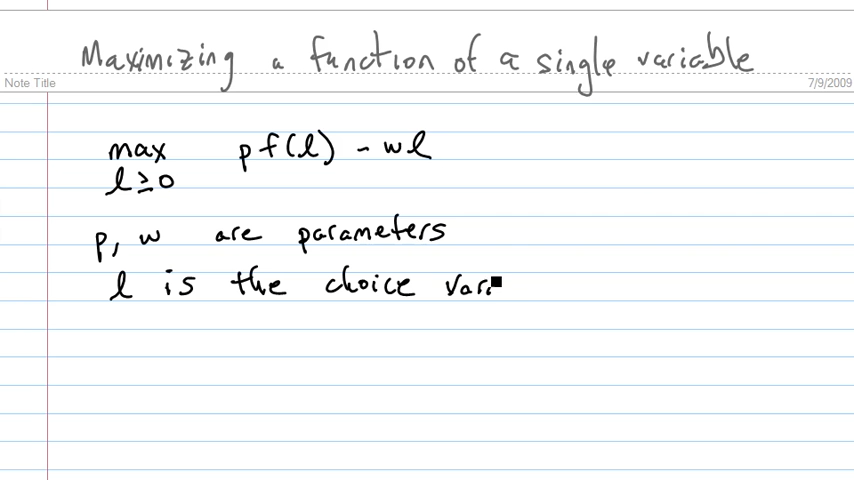 Maximizing a function of a single variable
Note Title
7/9/2009
max pf(l) - wl
l≥0
p, w are parameters
l is the choice vari